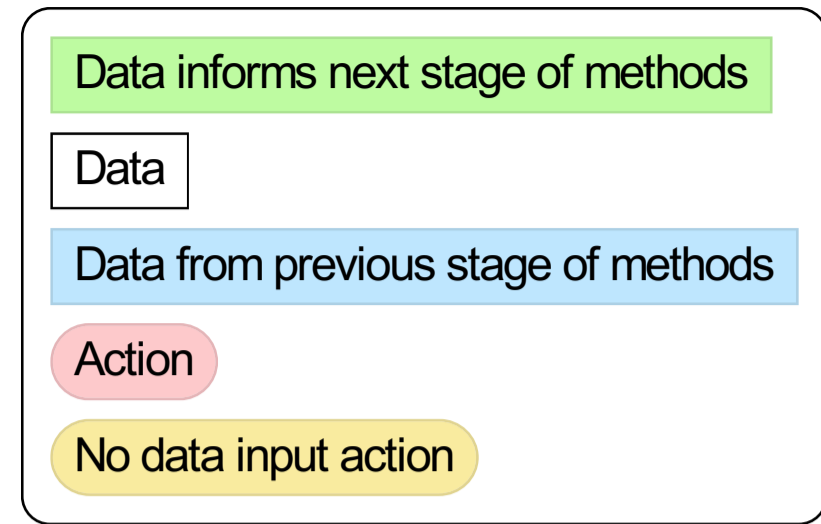 Data informs next stage of methods
Data
Data from previous stage of methods
Action
No data input action